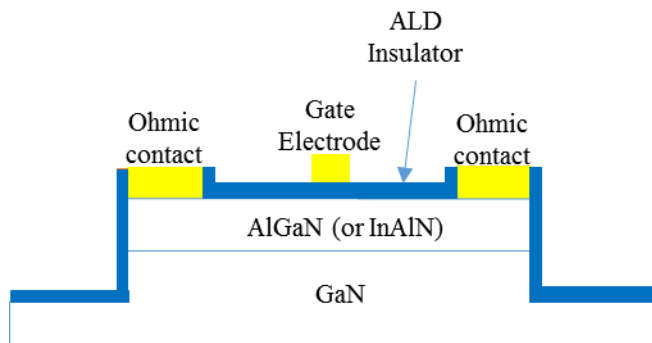 ALD
Insulator
Gate
Electrode
Ohmic
contact
Ohmic
contact
AlGaN (or InAlN)
GaN